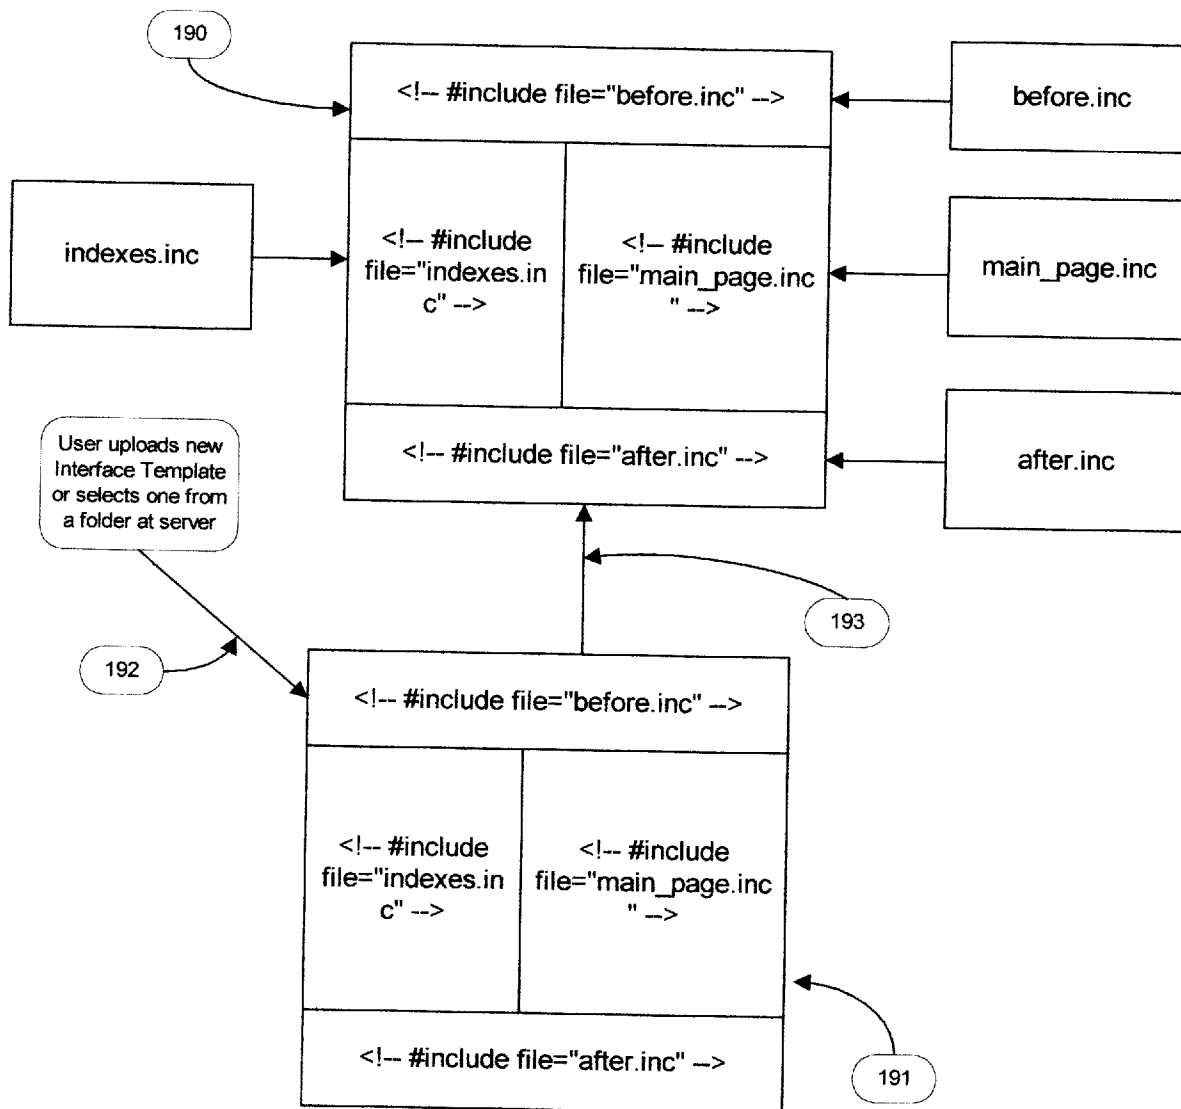 190
<!-- #include file="before.inc" -->
before.inc
indexes.inc
<!-- #include
file="indexes.in
c" -->
<!-- #include
file="main_page.inc
" -->
main_page.inc
<!-- #include file="after.inc" -->
after.inc
User uploads new
Interface Template
or selects one from
a folder at server
193
192
<!-- #include file="before.inc" -->
<!-- #include
file="indexes.in
c" -->
<!-- #include
file="main_page.inc
" -->
<!-- #include file="after.inc" -->
191